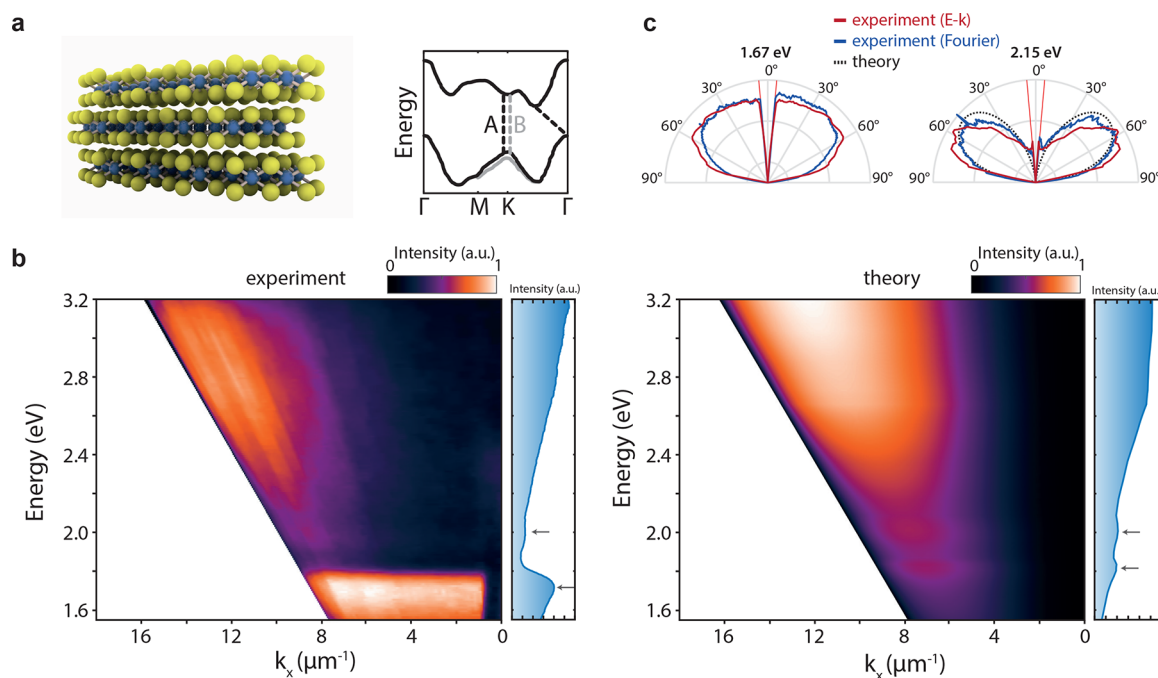 a
Energy
A
B
Γ
M
K
Γ
c
experiment (E-k)
experiment (Fourier)
theory
1.67 eV
0°
30°
30°
60°
60°
90°
90°
2.15 eV
0°
30°
30°
60°
60°
90°
90°
b
experiment
Intensity (a.u.)
0
1
Intensity (a.u.)
3.2
2.8
2.4
2.0
1.6
Energy (eV)
16
12
8
4
0
kx (μm-1)
theory
Intensity (a.u.)
0
1
Intensity (a.u.)
3.2
2.8
2.4
2.0
1.6
Energy (eV)
16
12
8
4
0
kx (μm-1)